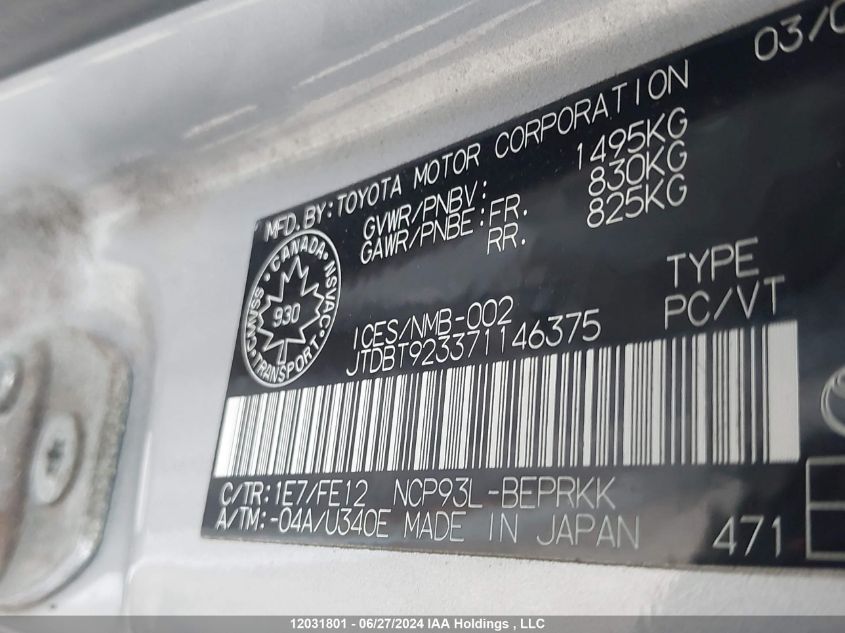 03/0
MFD. BY: TOYOTA MOTOR CORPORATION
GVWR/PNBV: 1495KG
GAWR/PNBE: FR. 830KG
RR. 825KG
CMVSS · CANADA · NSVAC · TRANSPORT ·
930
ICES/NMB-002
TYPE
JTDBT923371146375
PC/VT
C/TR: 1E7/FE12 NCP93L-BEPRKK
A/TM: -04A/U340E MADE IN JAPAN
471
12031801 - 06/27/2024 IAA Holdings , LLC